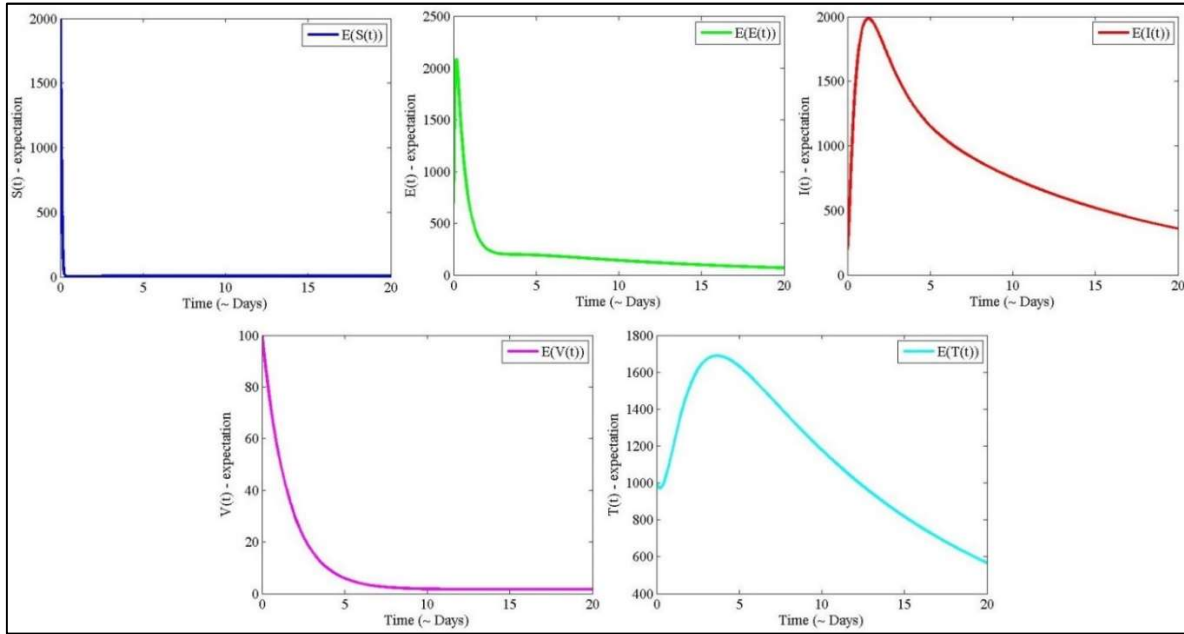 2000
1500
1000
500
0
S(t) - expectation
E(S(t))
0 5 10 15 20
Time (~ Days)
2500
2000
1500
1000
500
0
E(t) - expectation
E(E(t))
0 5 10 15 20
Time (~ Days)
2000
1500
1000
500
0
I(t) - expectation
E(I(t))
0 5 10 15 20
Time (~ Days)
100
80
60
40
20
0
V(t) - expectation
E(V(t))
0 5 10 15 20
Time (~ Days)
1800
1600
1400
1200
1000
800
600
400
T(t) - expectation
E(T(t))
0 5 10 15 20
Time (~ Days)